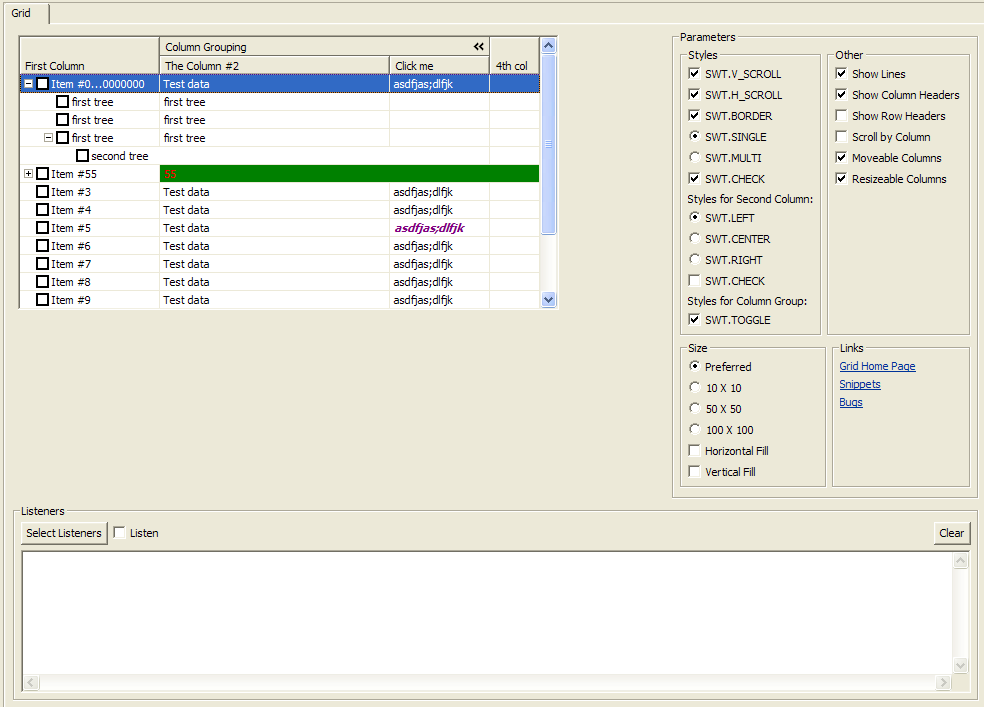 Grid
Column Grouping
First Column The Column #2 Click me 4th col
Item #0...0000000 Test data asdfjas;dlfjk
first tree first tree
first tree first tree
first tree first tree
second tree
Item #55 55
Item #3 Test data asdfjas;dlfjk
Item #4 Test data asdfjas;dlfjk
Item #5 Test data asdfjas;dlfjk
Item #6 Test data asdfjas;dlfjk
Item #7 Test data asdfjas;dlfjk
Item #8 Test data asdfjas;dlfjk
Item #9 Test data asdfjas;dlfjk
Parameters
Styles
SWT.V_SCROLL
SWT.H_SCROLL
SWT.BORDER
SWT.SINGLE
SWT.MULTI
SWT.CHECK
Styles for Second Column:
SWT.LEFT
SWT.CENTER
SWT.RIGHT
SWT.CHECK
Styles for Column Group:
SWT.TOGGLE
Other
Show Lines
Show Column Headers
Show Row Headers
Scroll by Column
Moveable Columns
Resizeable Columns
Size
Preferred
10 X 10
50 X 50
100 X 100
Horizontal Fill
Vertical Fill
Links
Grid Home Page
Snippets
Bugs
Listeners
Select Listeners Listen Clear